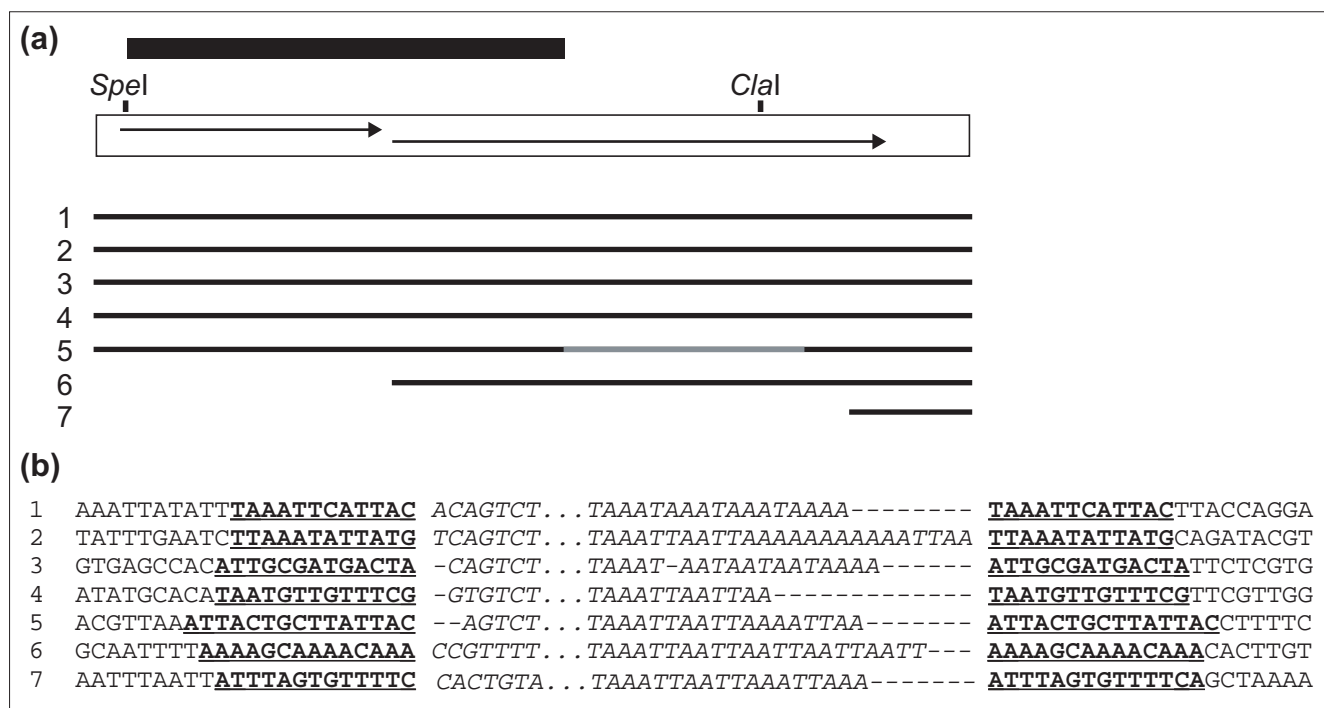 (a)
SpeI ClaI
1
2
3
4
5
6
7
(b)
1 AAATTATATTTAAATTCATTAC ACAGTCT...TAAATAAATAAATAAAA-------- TAAATTCATTACTTACCAGGA
2 TATTTGAATCTTAAATATTATG TCAGTCT...TAAATTAATTAAAAAAAAAAATTAA TTAAATATTATGCAGATACGT
3 GTGAGCCACATTGCGATGACTA -CAGTCT...TAAAT-AATAATAATAAAA------ ATTGCGATGACTATTCTCGTG
4 ATATGCACATAATGTTGTTTCG -GTGTCT...TAAATTAATTAA------------- TAATGTTGTTTCGTTCGTTGG
5 ACGTTAAATTACTGCTTATTAC --AGTCT...TAAATTAATTAAAATTAA------- ATTACTGCTTATTACCTTTTC
6 GCAATTTTAAAAGCAAAACAAA CCGTTTT...TAAATTAATTAATTAATTAATT--- AAAAGCAAAACAAACACTTGT
7 AATTTAATTATTTAGTGTTTTC CACTGTA...TAAATTAATTAAATTAAA------- ATTTAGTGTTTTCAGCTAAAA